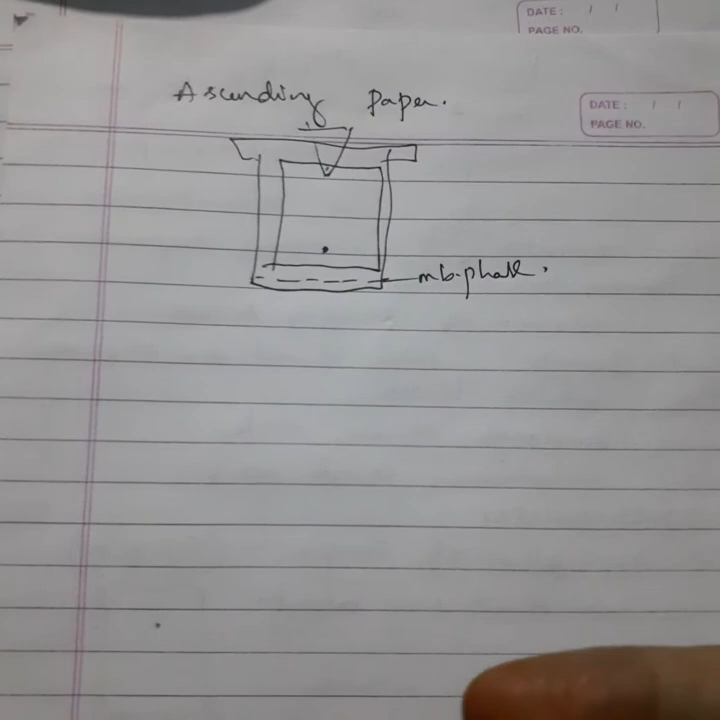 DATE: / /
PAGE NO.
Ascending Paper.
DATE: / /
PAGE NO.
mb.phase.